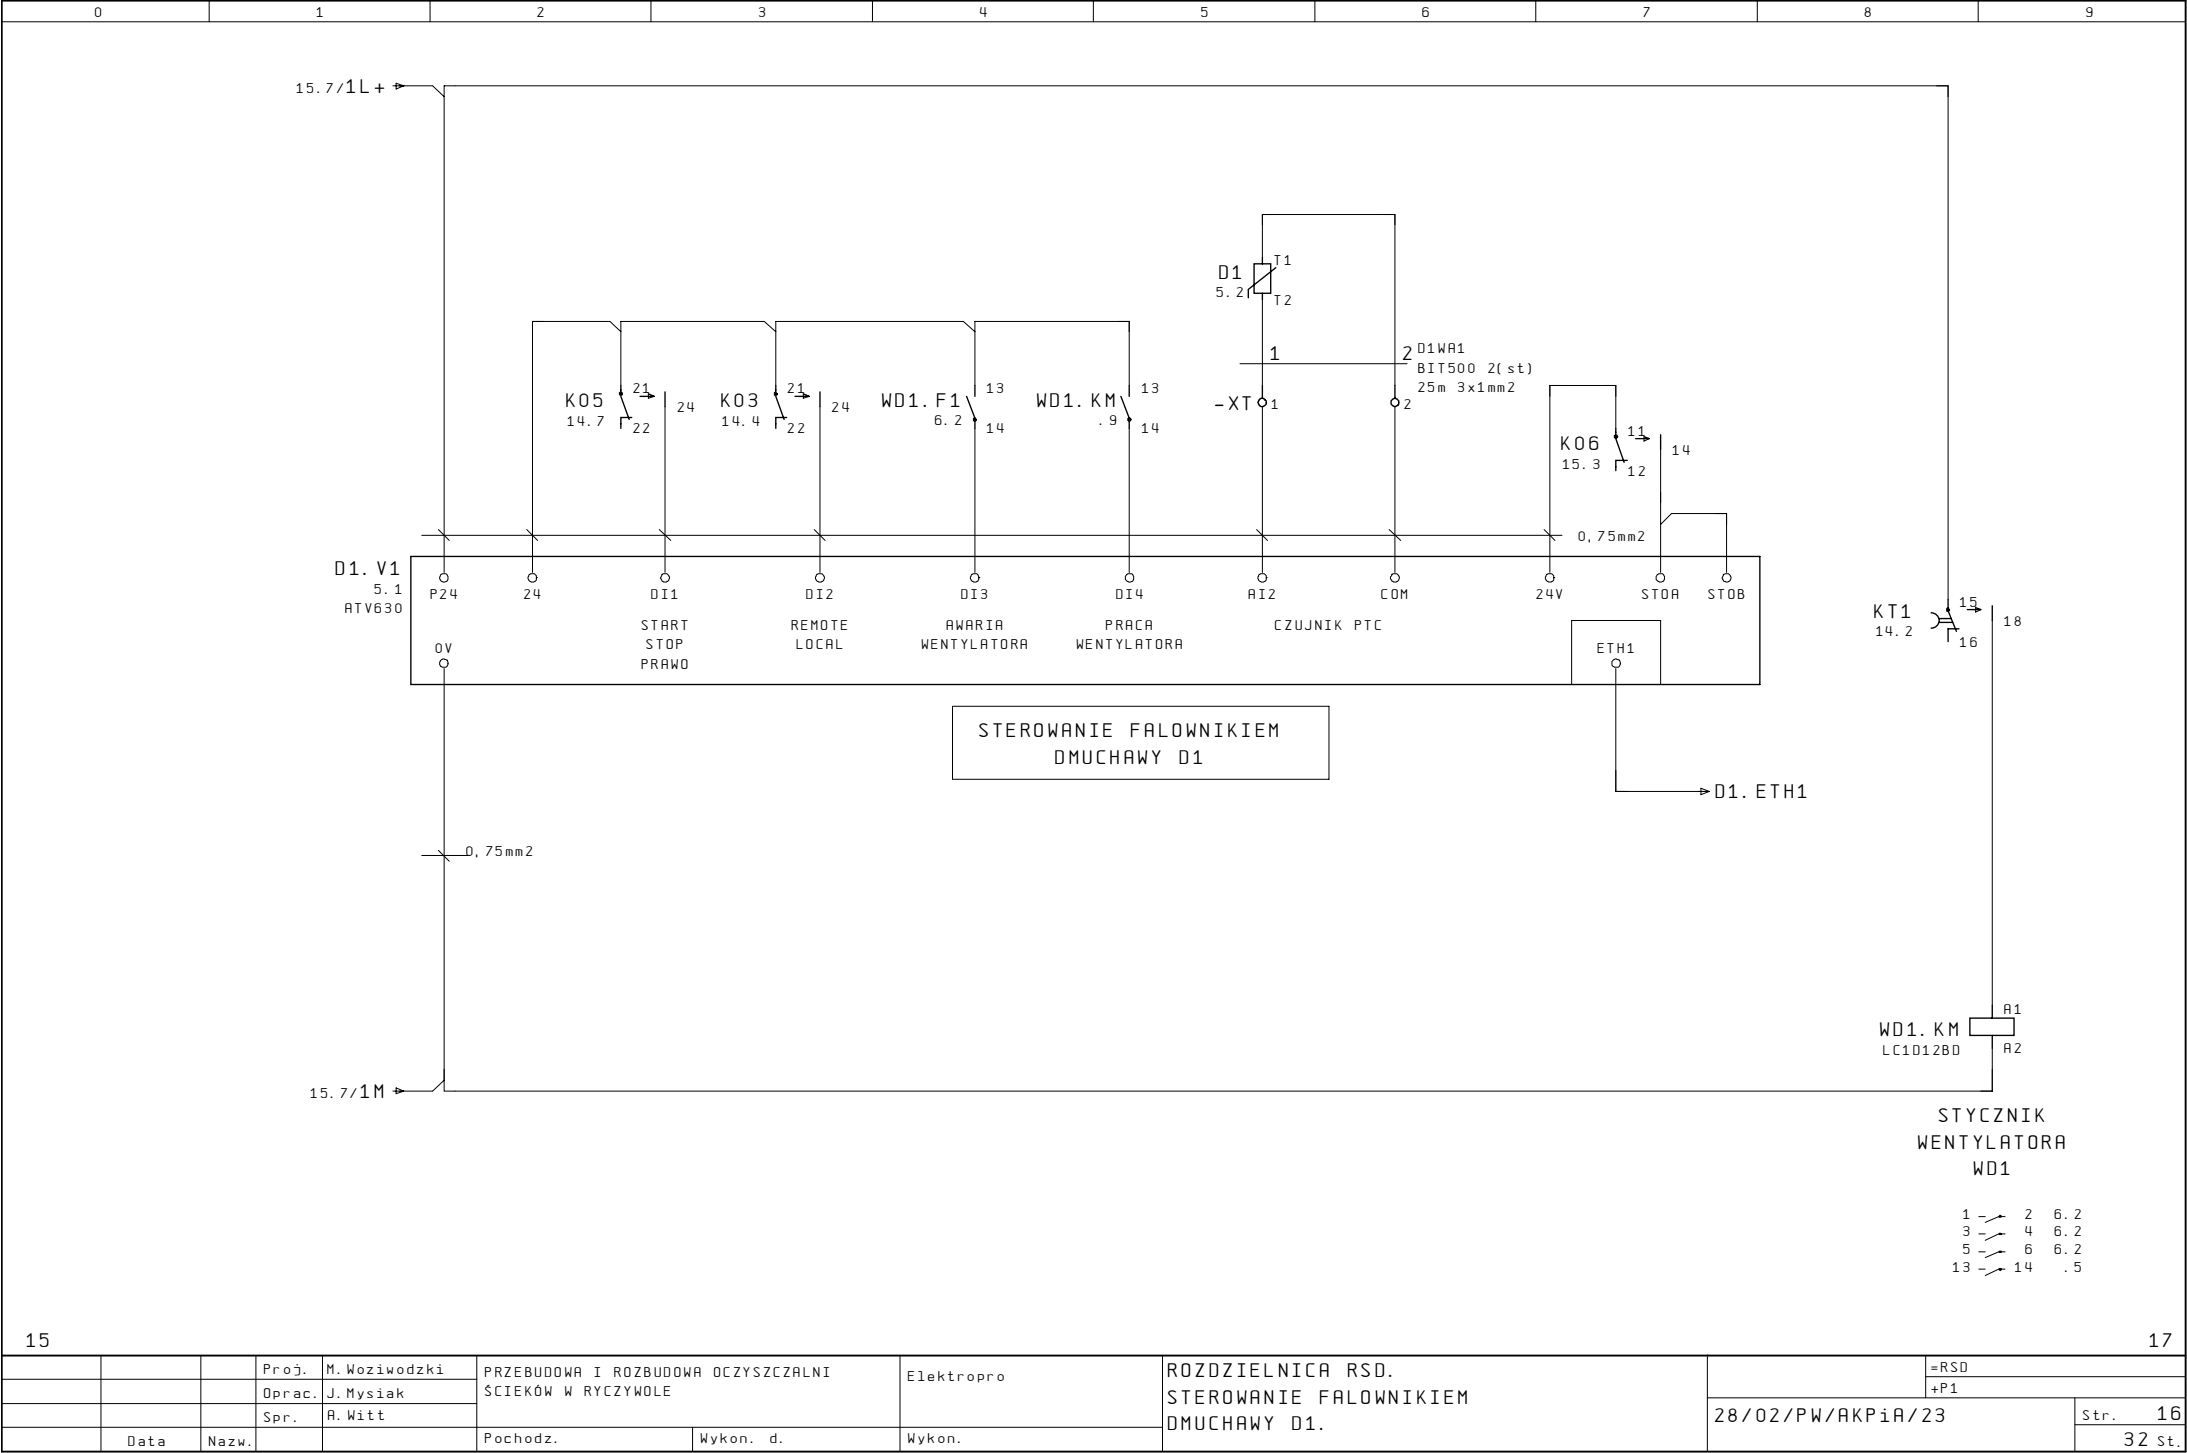 0 1 2 3 4 5 6 7 8 9
15.7/1L+
D1 T1
5.2 T2
1 2 D1WA1
BIT500 2(st)
25m 3x1mm2
K05 21 24
14.7 22
K03 21 24
14.4 22
WD1.F1 13
6.2 14
WD1.KM 13
.9 14
-XT 1 2
K06 11 14
15.3 12
0,75mm2
D1.V1
5.1
ATV630
P24 24 DI1 DI2 DI3 DI4 AI2 COM 24V STOA STOB
START
STOP
PRAWO
REMOTE
LOCAL
AWARIA
WENTYLATORA
PRACA
WENTYLATORA
CZUJNIK PTC
0V
ETH1
KT1 15 18
14.2 16
STEROWANIE FALOWNIKIEM
DMUCHAWY D1
D1.ETH1
0,75mm2
WD1.KM A1
LC1D12BD A2
15.7/1M
STYCZNIK
WENTYLATORA
WD1
1 2 6.2
3 4 6.2
5 6 6.2
13 14 .5
15 17
Proj. M.Woziwodzki
Oprac. J.Mysiak
Spr. A.Witt
Data Nazw.
PRZEBUDOWA I ROZBUDOWA OCZYSZCZALNI
ŚCIEKÓW W RYCZYWOLE
Pochodz. Wykon. d. Wykon.
Elektropro
ROZDZIELNICA RSD.
STEROWANIE FALOWNIKIEM
DMUCHAWY D1.
=RSD
+P1
28/02/PW/AKPiA/23
Str. 16
32 St.